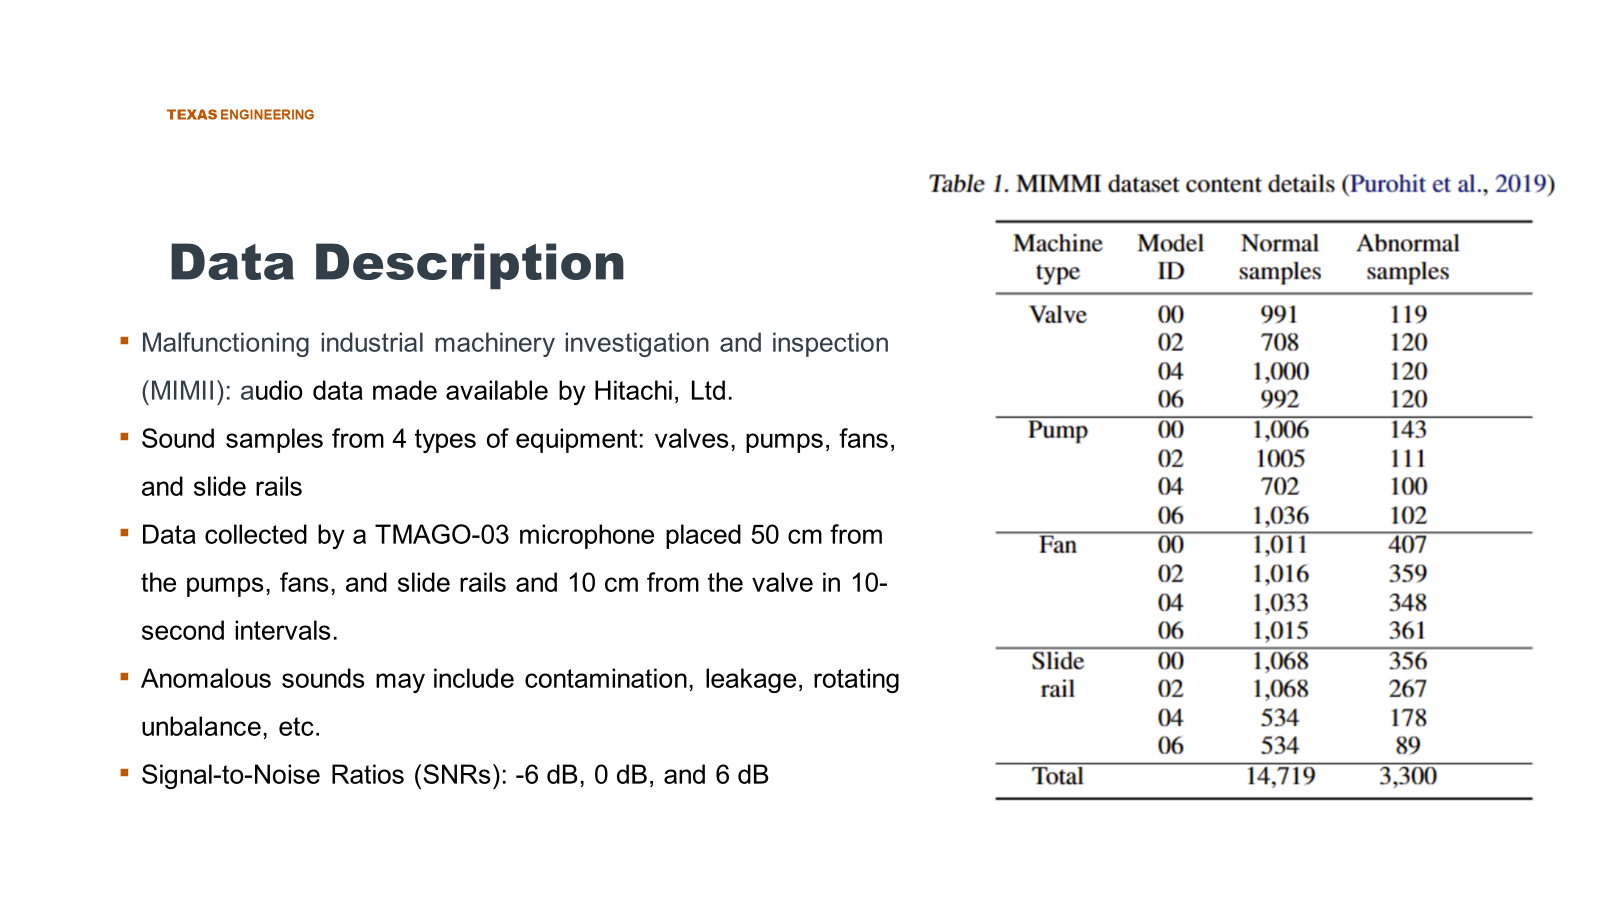 TEXAS ENGINEERING
Data Description
▪ Malfunctioning industrial machinery investigation and inspection
(MIMII): audio data made available by Hitachi, Ltd.
▪ Sound samples from 4 types of equipment: valves, pumps, fans,
and slide rails
▪ Data collected by a TMAGO-03 microphone placed 50 cm from
the pumps, fans, and slide rails and 10 cm from the valve in 10-
second intervals.
▪ Anomalous sounds may include contamination, leakage, rotating
unbalance, etc.
▪ Signal-to-Noise Ratios (SNRs): -6 dB, 0 dB, and 6 dB
Table 1. MIMMI dataset content details (Purohit et al., 2019)
Machine Model Normal Abnormal
type ID samples samples
Valve 00 991 119
02 708 120
04 1,000 120
06 992 120
Pump 00 1,006 143
02 1005 111
04 702 100
06 1,036 102
Fan 00 1,011 407
02 1,016 359
04 1,033 348
06 1,015 361
Slide 00 1,068 356
rail 02 1,068 267
04 534 178
06 534 89
Total 14,719 3,300